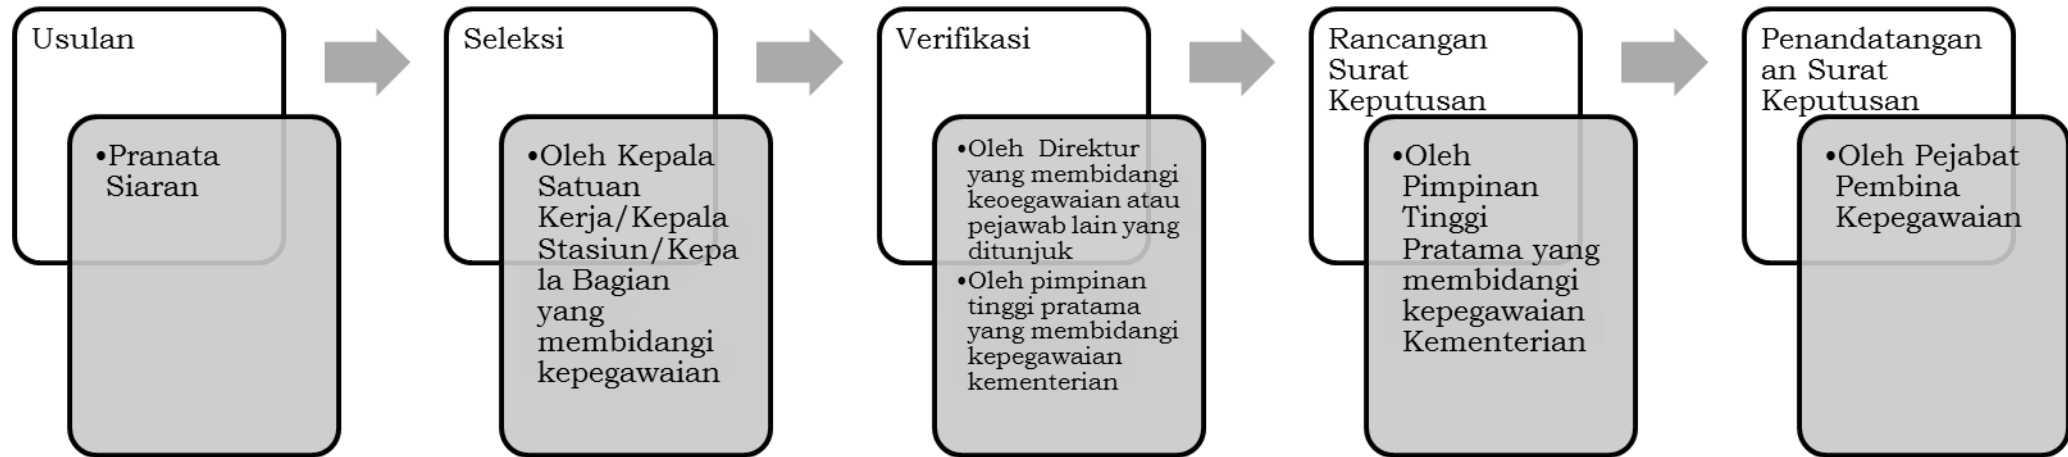 Usulan
•Pranata
Siaran
Seleksi
•Oleh Kepala
Satuan
Kerja/Kepala
Stasiun/Kepa
la Bagian
yang
membidangi
kepegawaian
Verifikasi
•Oleh Direktur
yang membidangi
keoegawaian atau
pejawab lain yang
ditunjuk
•Oleh pimpinan
tinggi pratama
yang membidangi
kepegawaian
kementerian
Rancangan
Surat
Keputusan
•Oleh
Pimpinan
Tinggi
Pratama yang
membidangi
kepegawaian
Kementerian
Penandatangan
an Surat
Keputusan
•Oleh Pejabat
Pembina
Kepegawaian